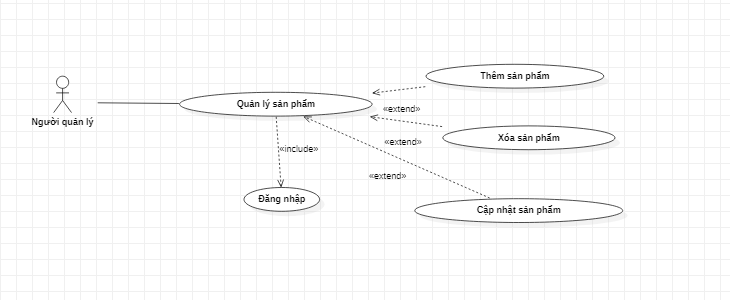 Thêm sản phẩm
Quản lý sản phẩm
«extend»
Người quản lý
Xóa sản phẩm
«extend»
«include»
«extend»
Đăng nhập
Cập nhật sản phẩm